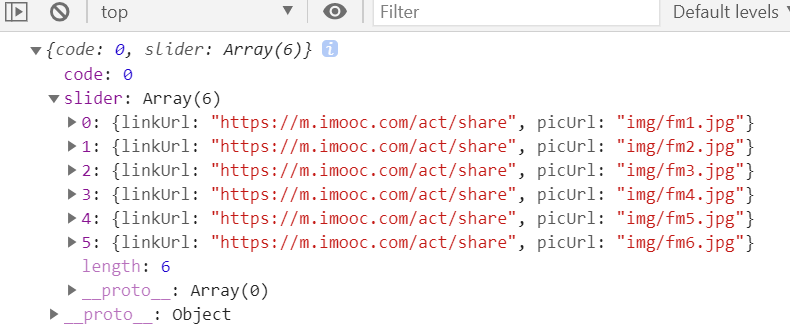 top Filter Default levels
{code: 0, slider: Array(6)} i
code: 0
slider: Array(6)
0: {linkUrl: "https://m.imooc.com/act/share", picUrl: "img/fm1.jpg"}
1: {linkUrl: "https://m.imooc.com/act/share", picUrl: "img/fm2.jpg"}
2: {linkUrl: "https://m.imooc.com/act/share", picUrl: "img/fm3.jpg"}
3: {linkUrl: "https://m.imooc.com/act/share", picUrl: "img/fm4.jpg"}
4: {linkUrl: "https://m.imooc.com/act/share", picUrl: "img/fm5.jpg"}
5: {linkUrl: "https://m.imooc.com/act/share", picUrl: "img/fm6.jpg"}
length: 6
__proto__: Array(0)
__proto__: Object